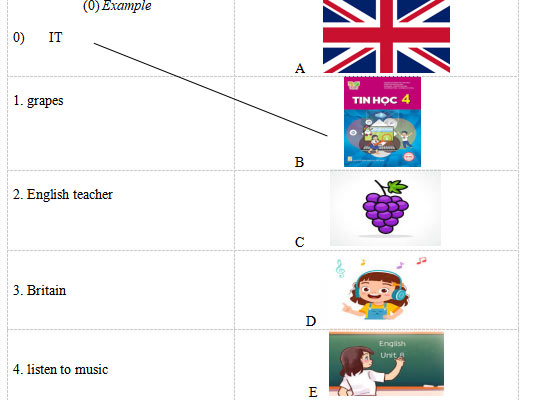 (0) Example
0) IT
A
1. grapes
TIN HỌC 4
B
2. English teacher
C
3. Britain
D
4. listen to music
English
Unit
E